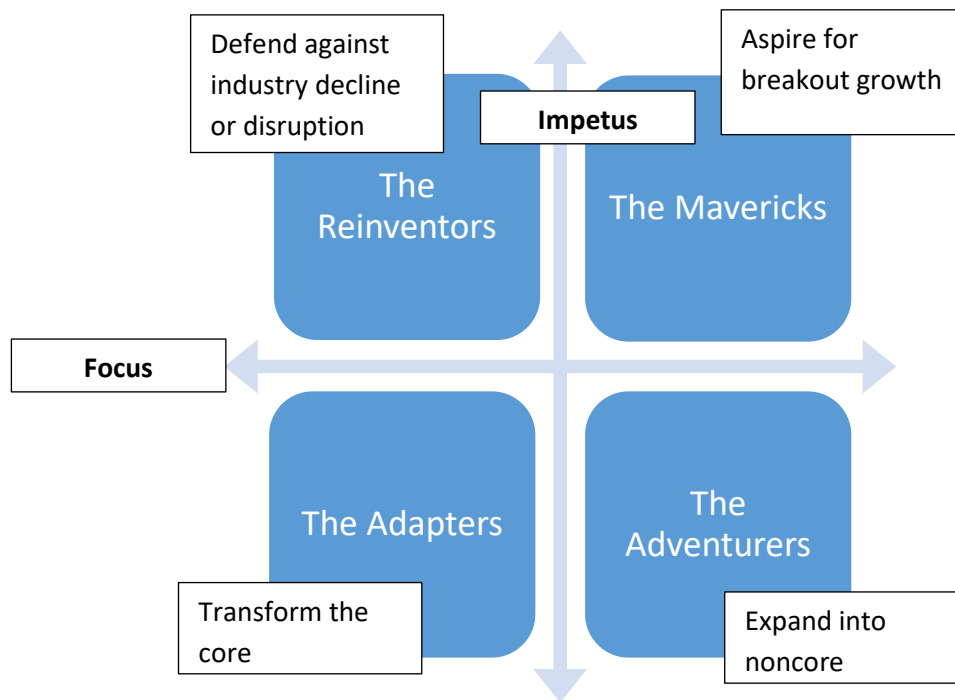 Defend against
industry decline
or disruption
Aspire for
breakout growth
Impetus
The
Reinventors
The Mavericks
Focus
The Adapters
The
Adventurers
Transform the
core
Expand into
noncore